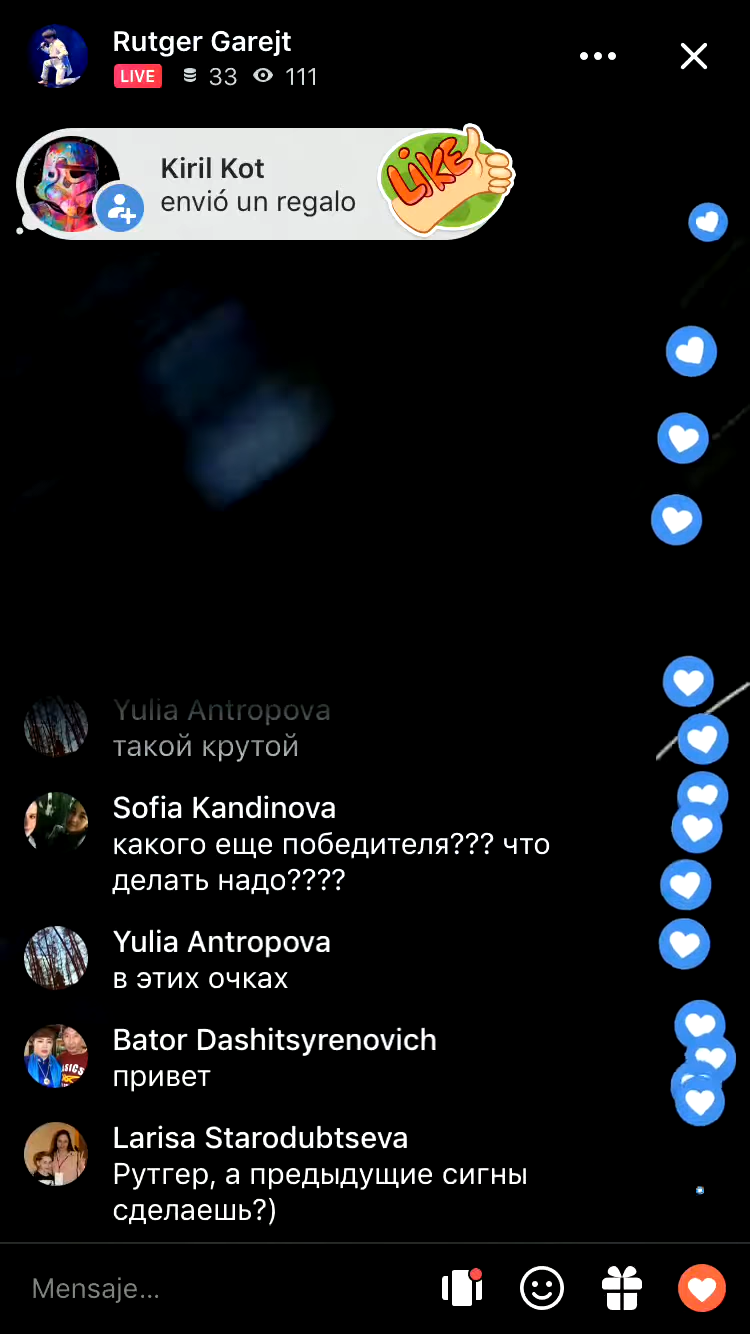 Rutger Garejt
LIVE 33 111
Kiril Kot
envió un regalo
LIKE
Yulia Antropova
такой крутой
Sofia Kandinova
какого еще победителя??? что
делать надо????
Yulia Antropova
в этих очках
Bator Dashitsyrenovich
привет
Larisa Starodubtseva
Рутгер, а предыдущие сигны
сделаешь?)
Mensaje...